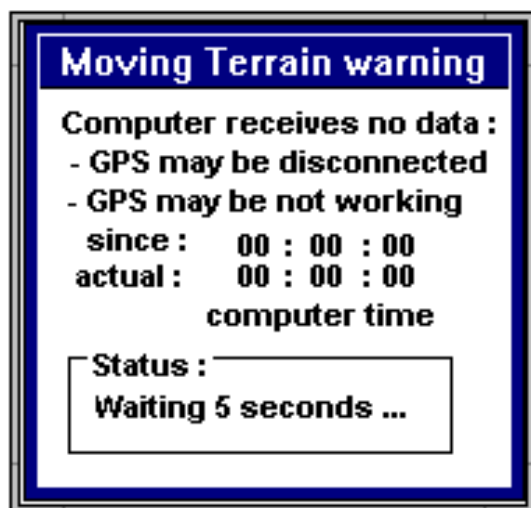 Moving Terrain warning
Computer receives no data :
- GPS may be disconnected
- GPS may be not working
since : 00 : 00 : 00
actual : 00 : 00 : 00
computer time
Status :
Waiting 5 seconds ...